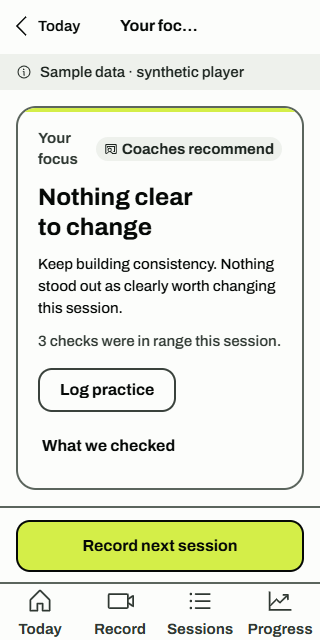 Today
Your foc...
Sample data · synthetic player
Your
focus
Coaches recommend
Nothing clear
to change
Keep building consistency. Nothing
stood out as clearly worth changing
this session.
3 checks were in range this session.
Log practice
What we checked
Record next session
Today
Record
Sessions
Progress